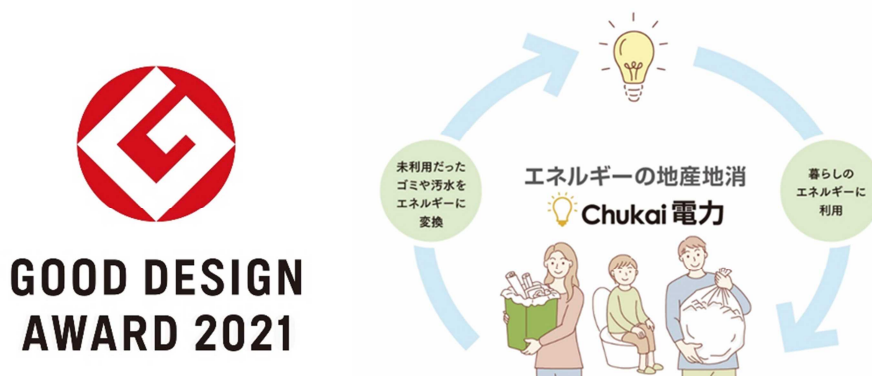 GOOD DESIGN
AWARD 2021
未利用だった
ゴミや汚水を
エネルギーに
変換
エネルギーの地産地消
Chukai電力
暮らしの
エネルギーに
利用